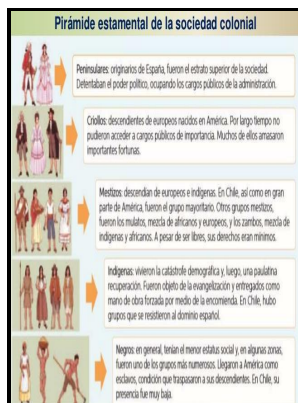 Pirámide estamental de la sociedad colonial
Peninsulares: originarios de España, fueron el estrato superior de la sociedad.
Detentaban el poder político, ocupando los cargos públicos de la administración.
Criollos: descendientes de europeos nacidos en América. Por largo tiempo no
pudieron acceder a cargos públicos de importancia. Muchos de ellos amasaron
importantes fortunas.
Mestizos: descendían de europeos e indígenas. En Chile, así como en gran
parte de América, fueron el grupo mayoritario. Otros grupos mestizos,
fueron los mulatos, mezcla de africanos y europeos, y los zambos, mezcla de
indígenas y africanos. A pesar de ser libres, sus derechos eran mínimos.
Indígenas: vivieron la catástrofe demográfica y, luego, una paulatina
recuperación. Fueron objeto de la evangelización y entregados como
mano de obra forzada por medio de la encomienda. En Chile, hubo
grupos que se resistieron al dominio español.
Negros: en general, tenían el menor estatus social y, en algunas zonas,
fueron uno de los grupos más numerosos. Llegaron a América como
esclavos, condición que traspasaron a sus descendientes. En Chile, su
presencia fue muy baja.